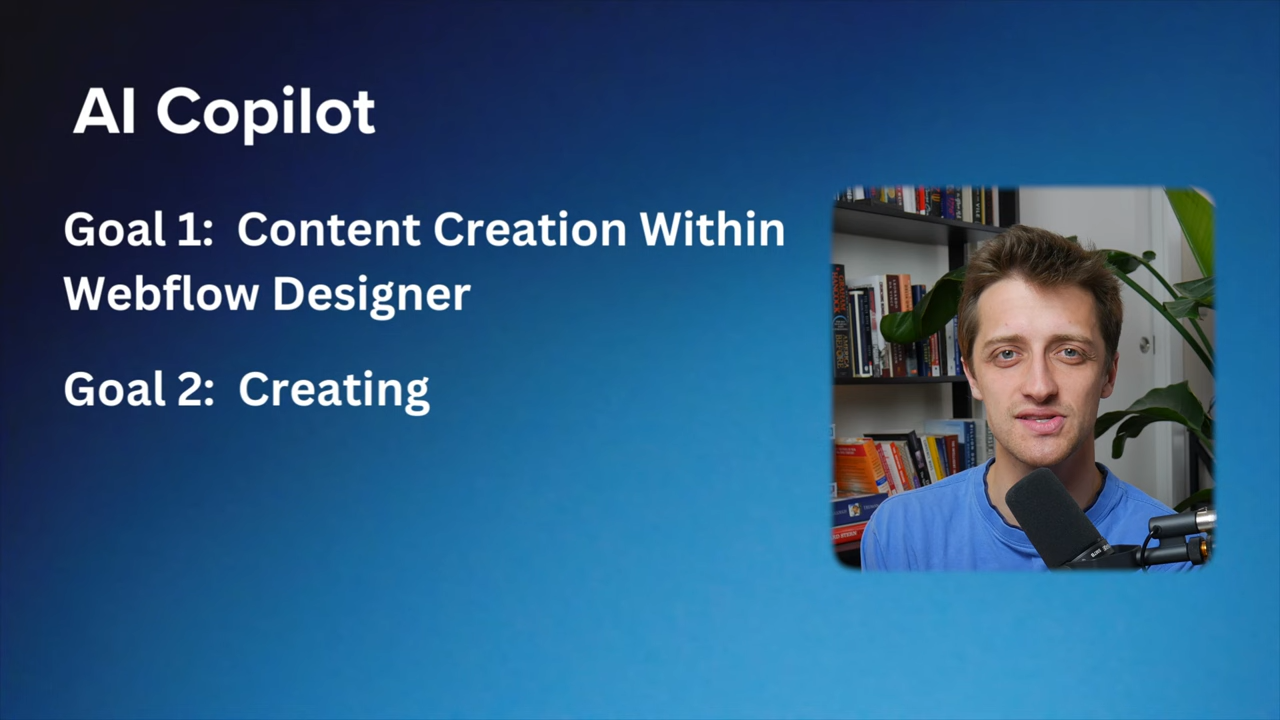 AI Copilot
Goal 1: Content Creation Within
Webflow Designer
Goal 2: Creating